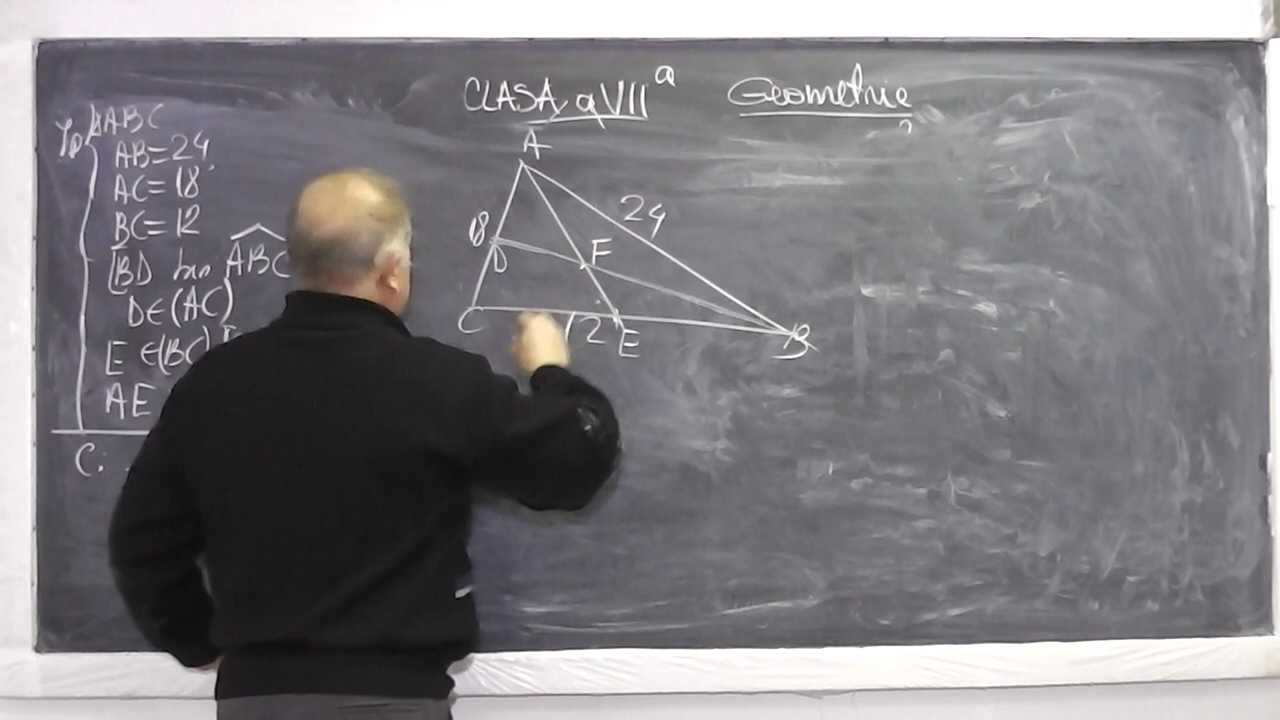 CLASA a VII a Geometrie
ΔABC
AB=24
AC=18
BC=12
[BD bis ABC
D∈(AC)
E∈(BC)
AE
C:
A
18
24
D
F
C
12
E
B